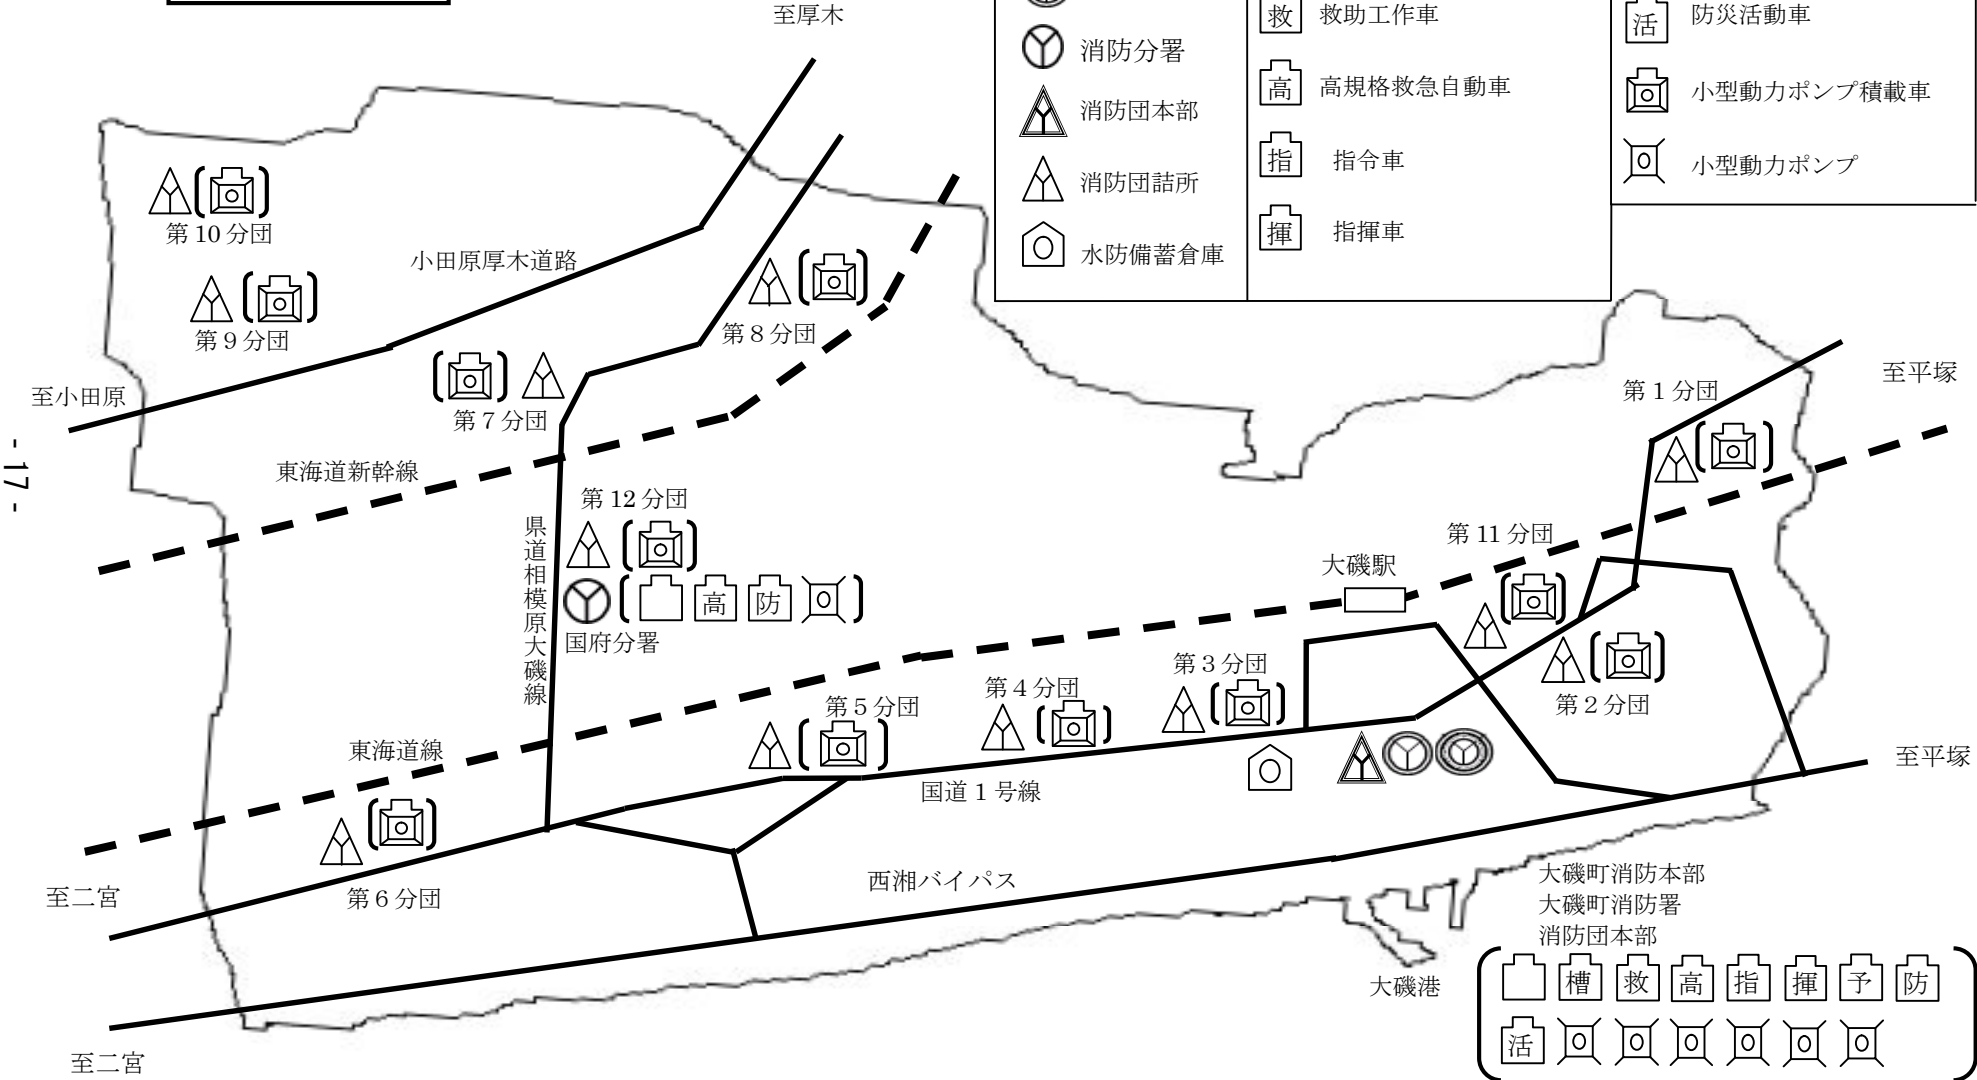 至厚木
消防分署
消防団本部
消防団詰所
水防備蓄倉庫
救 救助工作車
高 高規格救急自動車
指 指令車
揮 指揮車
活 防災活動車
小型動力ポンプ積載車
小型動力ポンプ
第10分団
小田原厚木道路
第9分団
第8分団
至小田原
第7分団
第1分団
至平塚
東海道新幹線
第12分団
県道相模原大磯線
高 防
国府分署
第11分団
大磯駅
第3分団
第4分団
第5分団
第2分団
東海道線
国道1号線
至平塚
至二宮
第6分団
西湘バイパス
大磯町消防本部
大磯町消防署
消防団本部
大磯港
槽 救 高 指 揮 予 防
活
至二宮
- 17 -